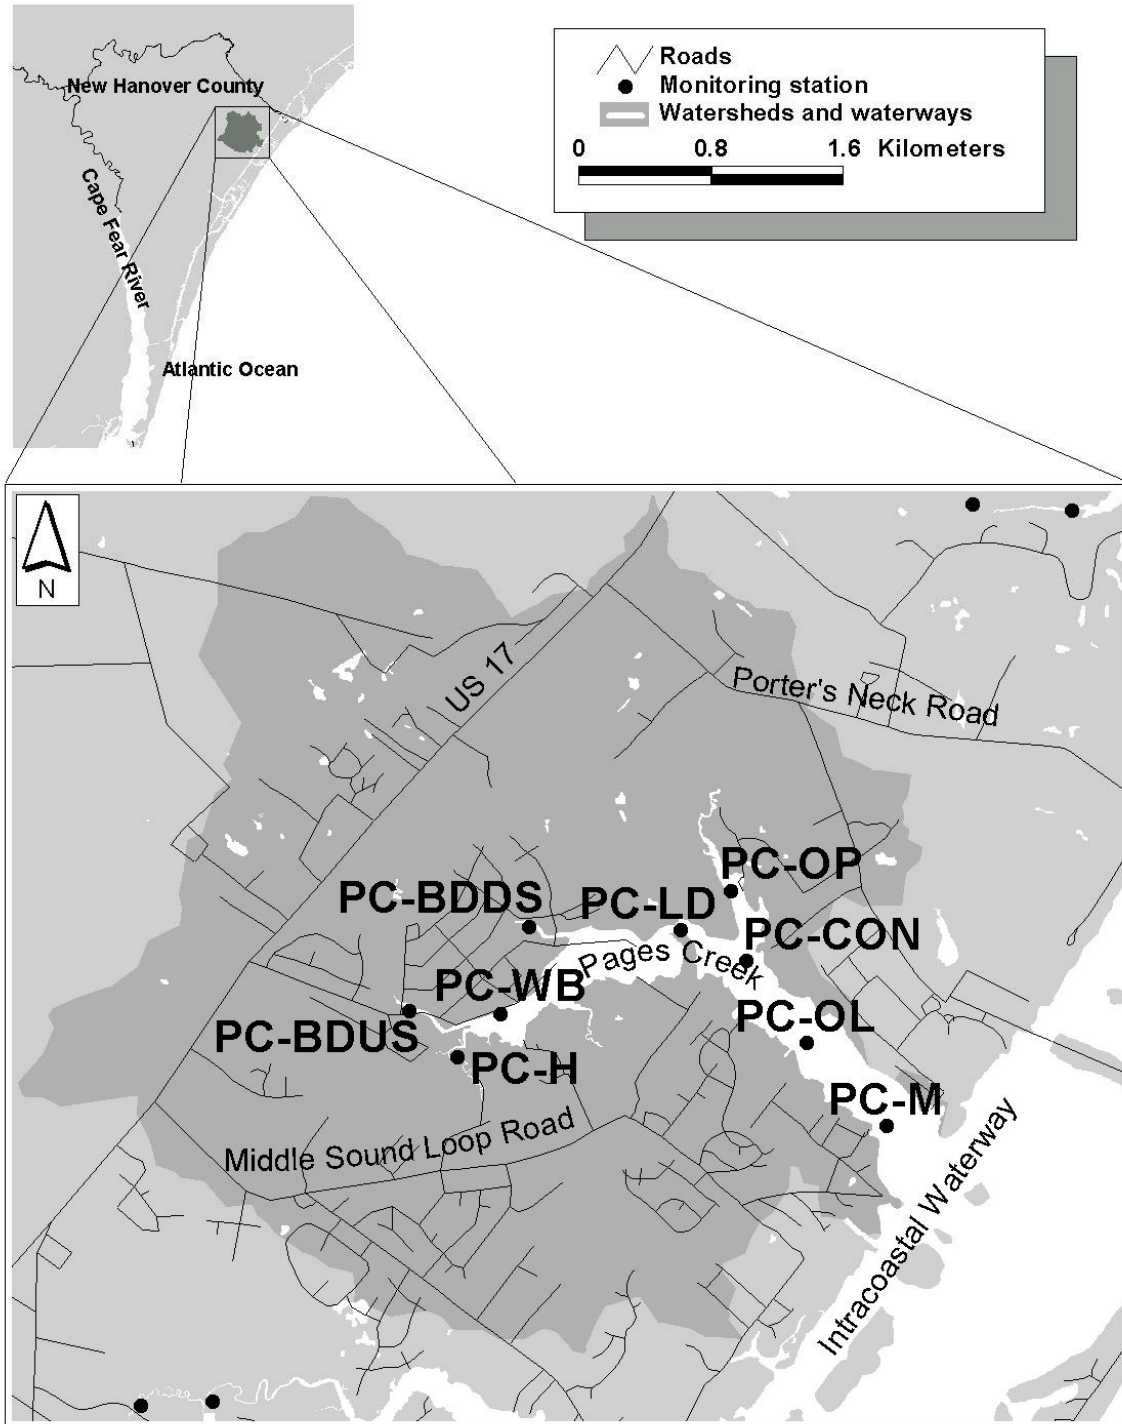 New Hanover County
Cape Fear River
Atlantic Ocean
Roads
Monitoring station
Watersheds and waterways
0 0.8 1.6 Kilometers
N
US 17
Porter's Neck Road
PC-OP
PC-BDDS
PC-LD
PC-CON
Pages Creek
PC-WB
PC-OL
PC-BDUS
PC-H
PC-M
Middle Sound Loop Road
Intracoastal Waterway